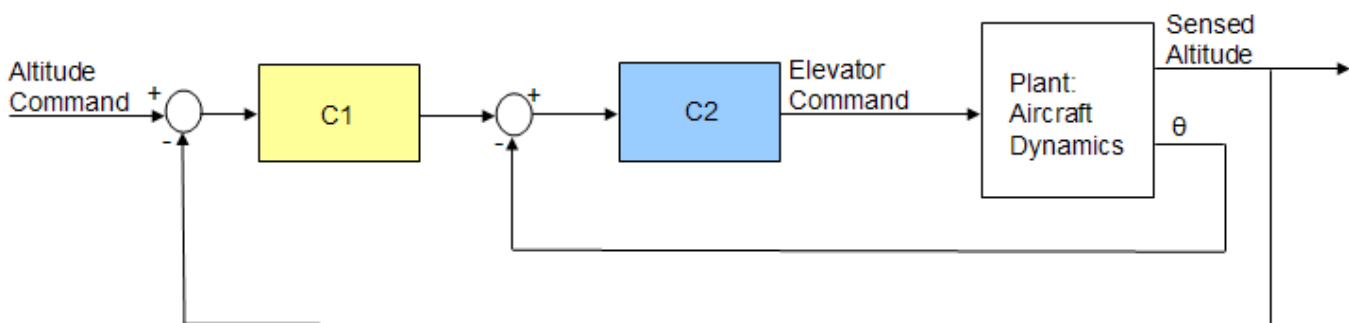 Altitude
Command
+
-
C1
+
-
C2
Elevator
Command
Plant:
Aircraft
Dynamics
Sensed
Altitude
θ